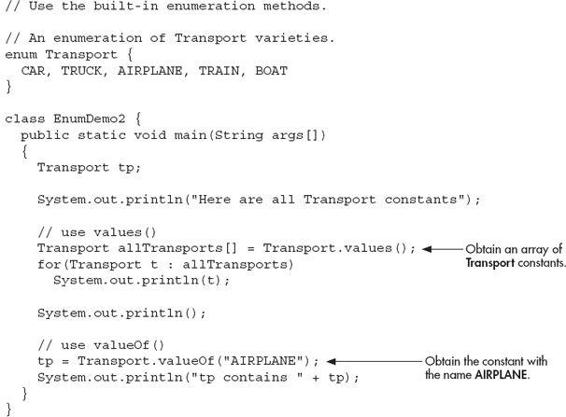 // Use the built-in enumeration methods.
// An enumeration of Transport varieties.
enum Transport {
CAR, TRUCK, AIRPLANE, TRAIN, BOAT
}
class EnumDemo2 {
public static void main(String args[])
{
Transport tp;
System.out.println("Here are all Transport constants");
// use values()
Transport allTransports[] = Transport.values();
Obtain an array of
Transport constants.
for(Transport t : allTransports)
System.out.println(t);
System.out.println();
// use valueOf()
tp = Transport.valueOf("AIRPLANE");
Obtain the constant with
the name AIRPLANE.
System.out.println("tp contains " + tp);
}
}